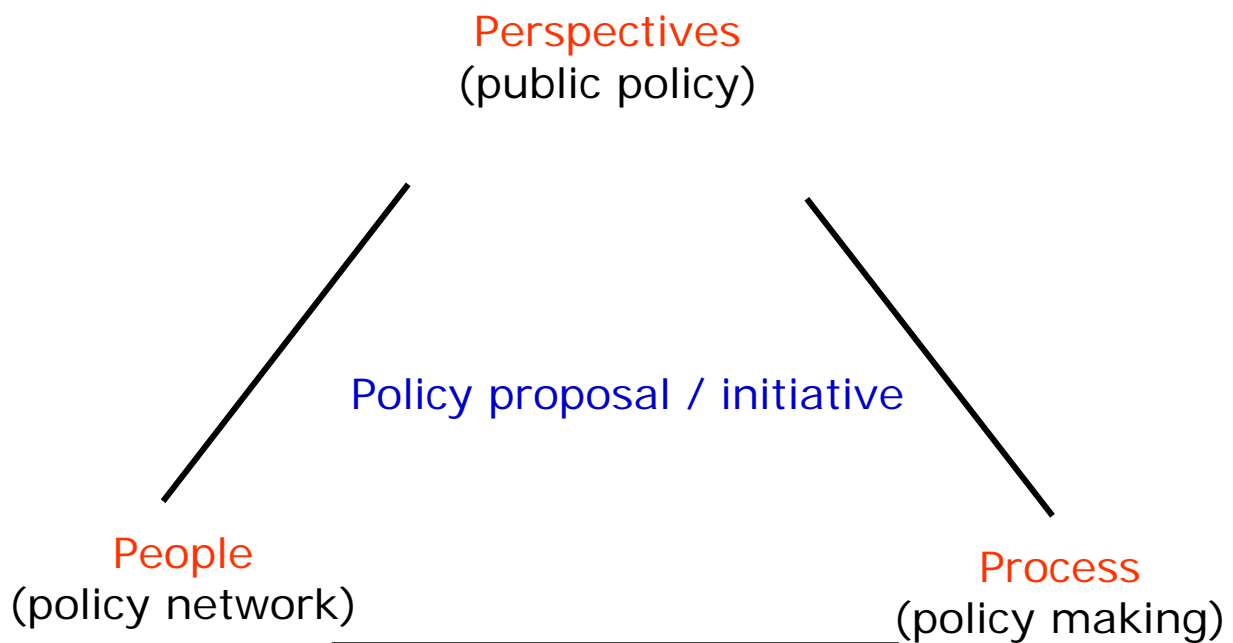 Perspectives
(public policy)
Policy proposal / initiative
People
(policy network)
Process
(policy making)